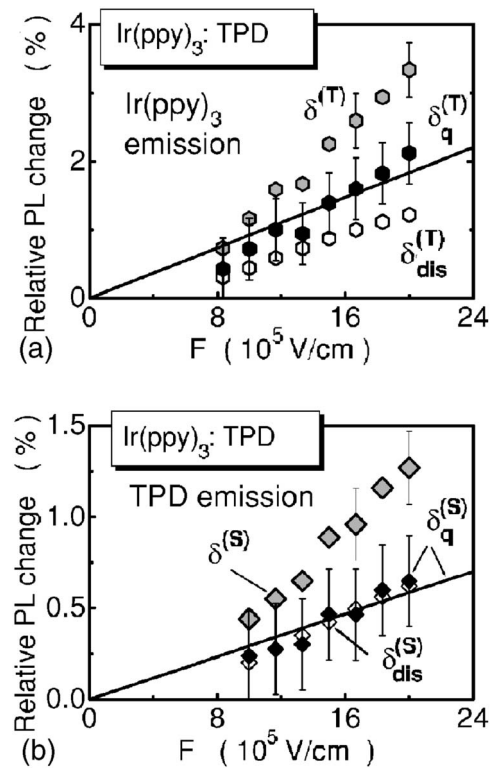 Ir(ppy)₃: TPD
Ir(ppy)₃
emission
δ⁽ᵀ⁾
δq⁽ᵀ⁾
δdis⁽ᵀ⁾
Relative PL change ( % )
4
2
0
0 8 16 24
(a) F ( 10⁵ V/cm )
Ir(ppy)₃: TPD
TPD emission
δ⁽ˢ⁾
δq⁽ˢ⁾
δdis⁽ˢ⁾
Relative PL change ( % )
1.5
1.0
0.5
0.0
0 8 16 24
(b) F ( 10⁵ V/cm )